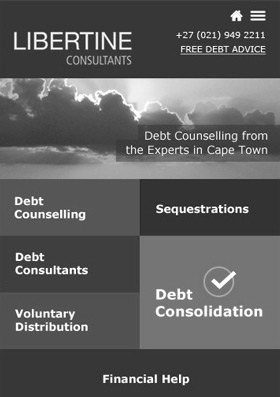 LIBERTINE
CONSULTANTS
+27 (021) 949 2211
FREE DEBT ADVICE
Debt Counselling from
the Experts in Cape Town
Debt
Counselling
Sequestrations
Debt
Consultants
Debt
Consolidation
Voluntary
Distribution
Financial Help